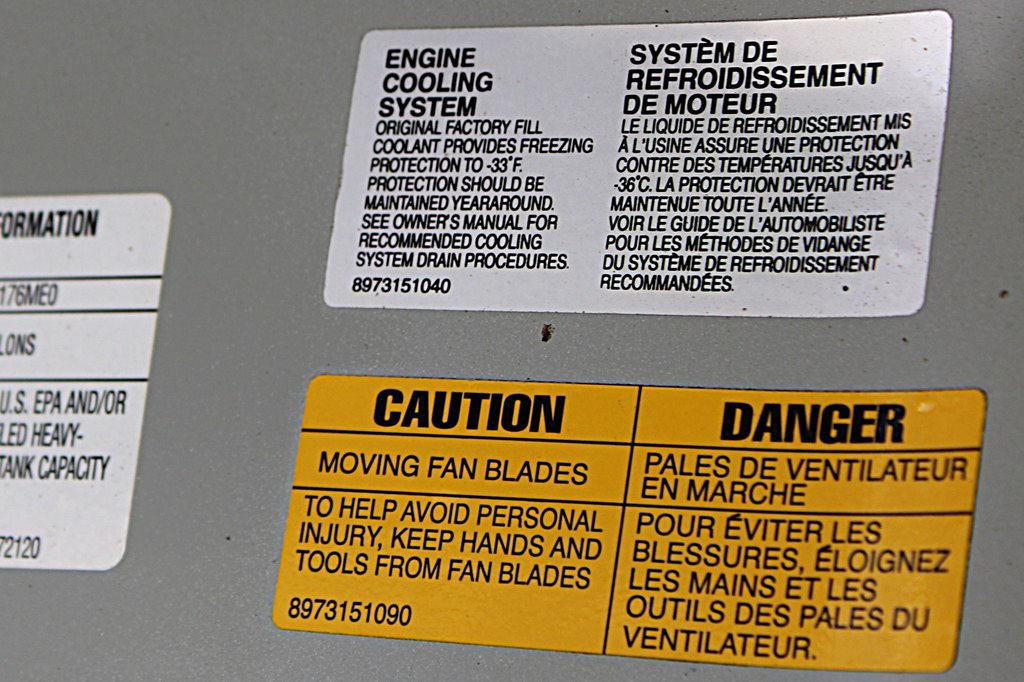 ORMATION
176ME0
LONS
U.S. EPA AND/OR
LED HEAVY-
TANK CAPACITY
72120
ENGINE
COOLING
SYSTEM
ORIGINAL FACTORY FILL
COOLANT PROVIDES FREEZING
PROTECTION TO -33°F.
PROTECTION SHOULD BE
MAINTAINED YEARAROUND.
SEE OWNER'S MANUAL FOR
RECOMMENDED COOLING
SYSTEM DRAIN PROCEDURES.
8973151040
SYSTÈM DE
REFROIDISSEMENT
DE MOTEUR
LE LIQUIDE DE REFROIDISSEMENT MIS
À L'USINE ASSURE UNE PROTECTION
CONTRE DES TEMPÉRATURES JUSQU'À
-36°C. LA PROTECTION DEVRAIT ÊTRE
MAINTENUE TOUTE L'ANNÉE.
VOIR LE GUIDE DE L'AUTOMOBILISTE
POUR LES MÉTHODES DE VIDANGE
DU SYSTÈME DE REFROIDISSEMENT
RECOMMANDÉES.
CAUTION
MOVING FAN BLADES
TO HELP AVOID PERSONAL
INJURY, KEEP HANDS AND
TOOLS FROM FAN BLADES
8973151090
DANGER
PALES DE VENTILATEUR
EN MARCHE
POUR ÉVITER LES
BLESSURES, ÉLOIGNEZ
LES MAINS ET LES
OUTILS DES PALES DU
VENTILATEUR.